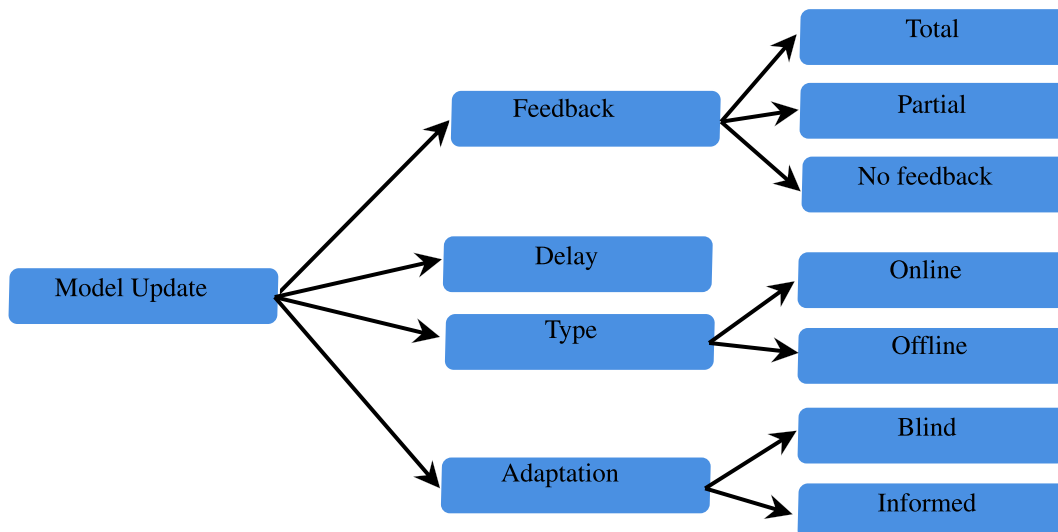 Model Update
Feedback
Total
Partial
No feedback
Delay
Type
Online
Offline
Adaptation
Blind
Informed